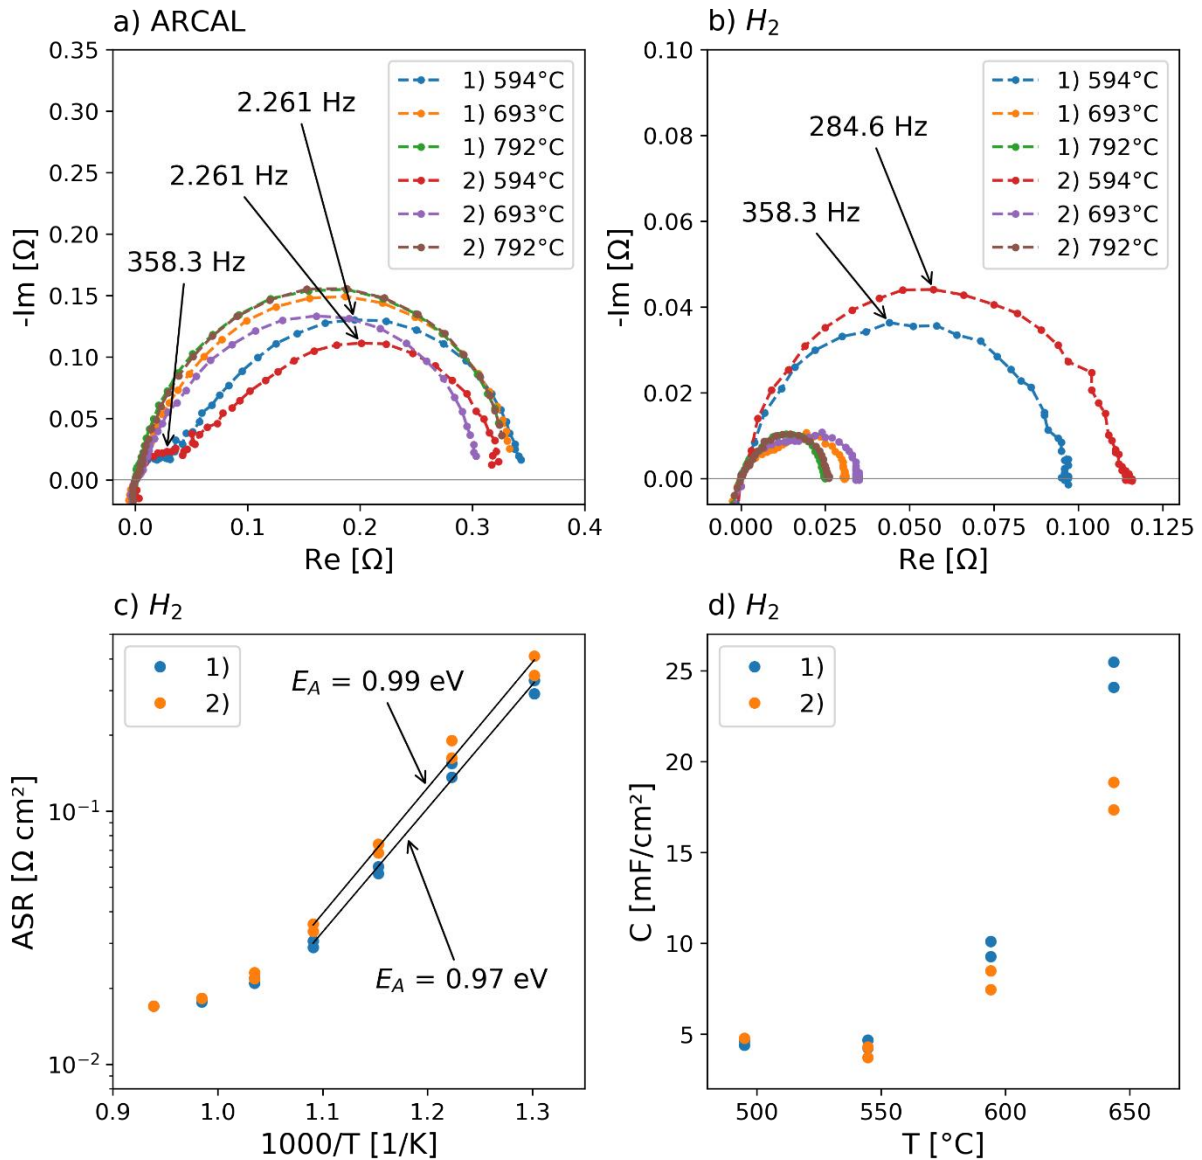 a) ARCAL
0.35
0.30
0.25
0.20
0.15
0.10
0.05
0.00
-Im [Ω]
0.0
0.1
0.2
0.3
0.4
Re [Ω]
1) 594°C
1) 693°C
1) 792°C
2) 594°C
2) 693°C
2) 792°C
2.261 Hz
2.261 Hz
358.3 Hz
b) H₂
0.10
0.08
0.06
0.04
0.02
0.00
-Im [Ω]
0.000
0.025
0.050
0.075
0.100
0.125
Re [Ω]
1) 594°C
1) 693°C
1) 792°C
2) 594°C
2) 693°C
2) 792°C
284.6 Hz
358.3 Hz
c) H₂
10⁻¹
10⁻²
ASR [Ω cm²]
0.9
1.0
1.1
1.2
1.3
1000/T [1/K]
1)
2)
E_A = 0.99 eV
E_A = 0.97 eV
d) H₂
25
20
15
10
5
C [mF/cm²]
500
550
600
650
T [°C]
1)
2)